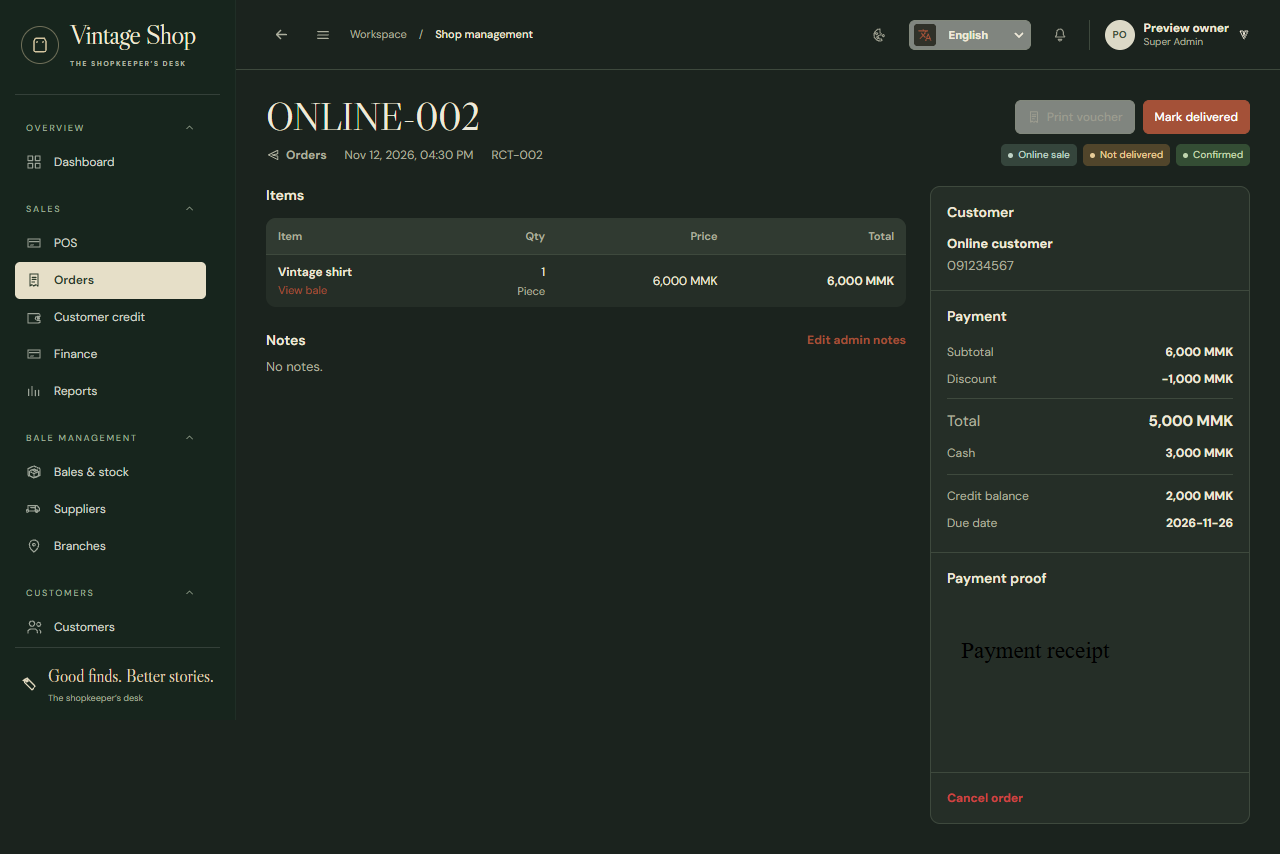 Vintage Shop
THE SHOPKEEPER'S DESK
OVERVIEW
Dashboard
SALES
POS
Orders
Customer credit
Finance
Reports
BALE MANAGEMENT
Bales & stock
Suppliers
Branches
CUSTOMERS
Customers
Good finds. Better stories.
The shopkeeper's desk
Workspace / Shop management
English
PO
Preview owner
Super Admin
ONLINE-002
Orders Nov 12, 2026, 04:30 PM RCT-002
Print voucher
Mark delivered
Online sale
Not delivered
Confirmed
Items
Item Qty Price Total
Vintage shirt 1 6,000 MMK 6,000 MMK
View bale Piece
Notes
Edit admin notes
No notes.
Customer
Online customer
091234567
Payment
Subtotal 6,000 MMK
Discount -1,000 MMK
Total 5,000 MMK
Cash 3,000 MMK
Credit balance 2,000 MMK
Due date 2026-11-26
Payment proof
Payment receipt
Cancel order